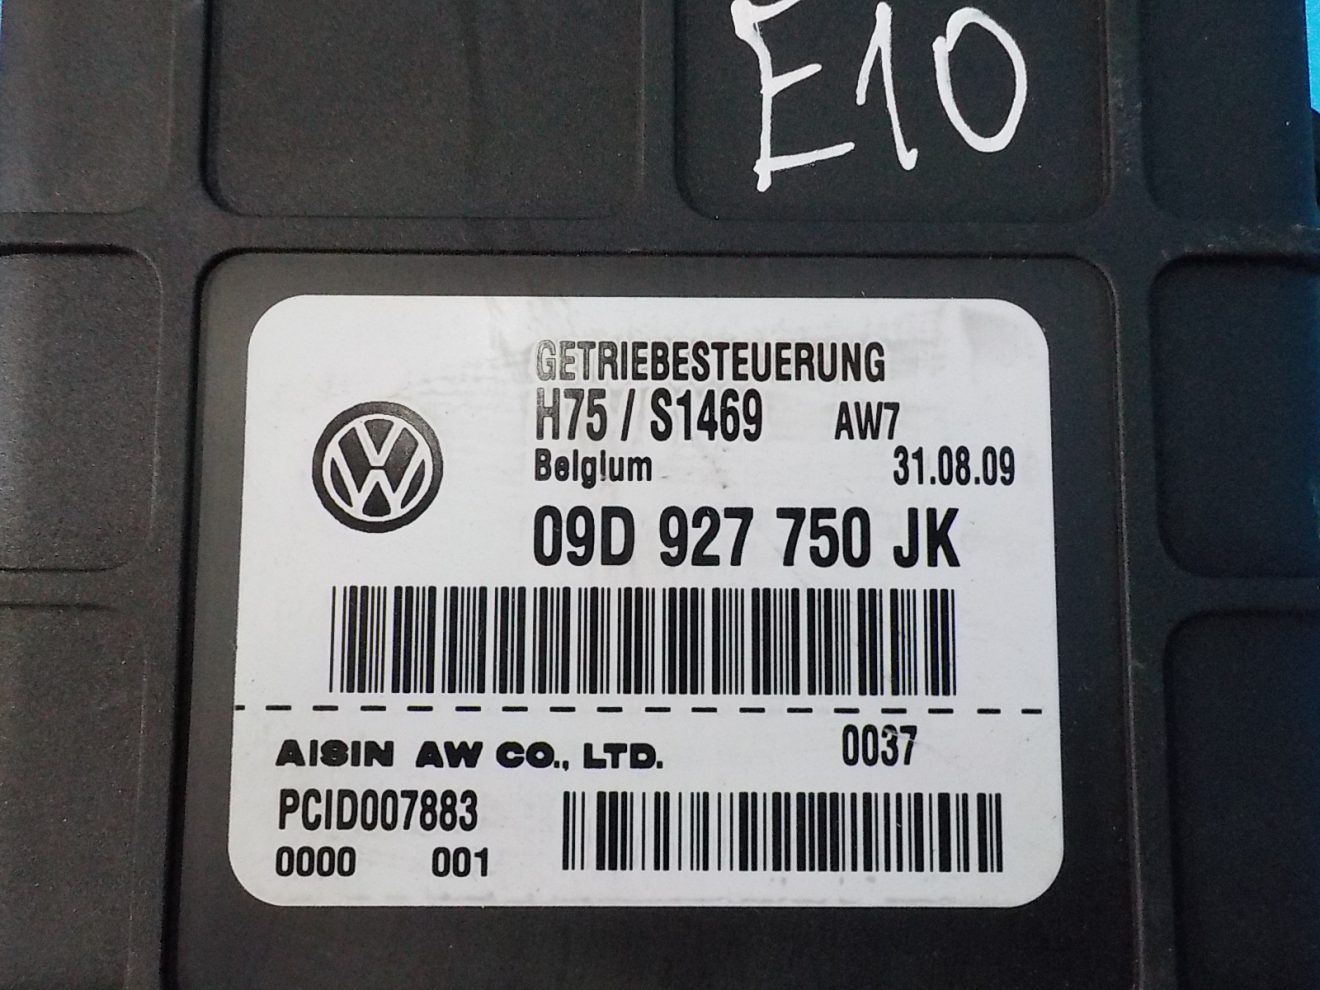 E10
GETRIEBESTEUERUNG
H75 / S1469 AW7
Belgium 31.08.09
09D 927 750 JK
AISIN AW CO., LTD. 0037
PCID007883
0000 001